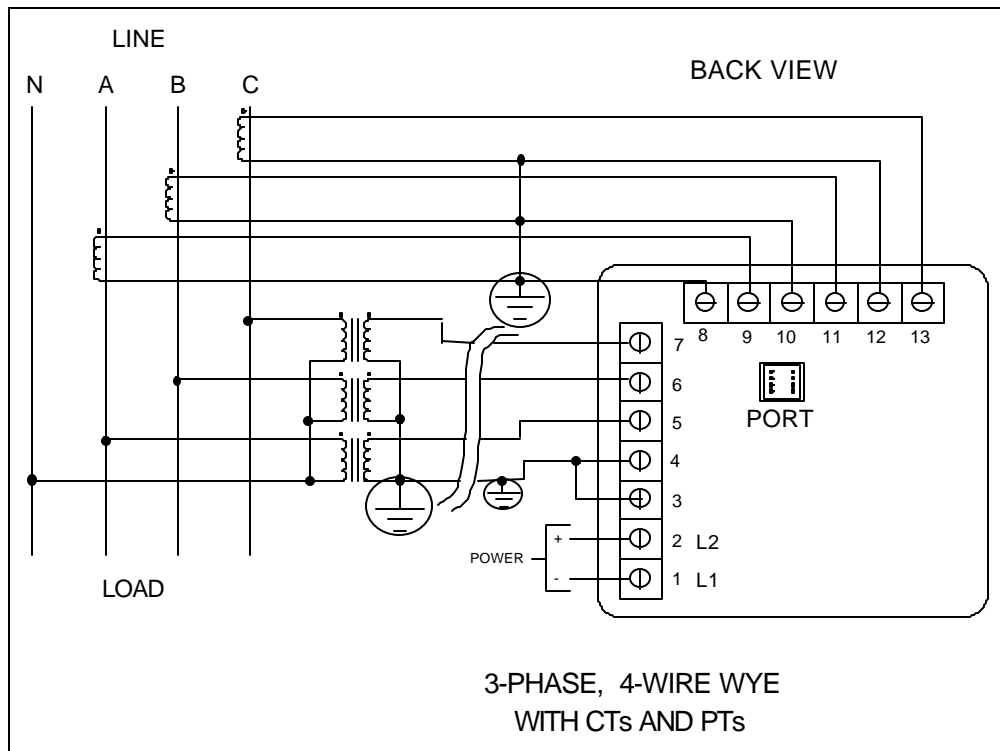 LINE
N A B C
BACK VIEW
8 9 10 11 12 13
7
6
5
4
3
2 L2
1 L1
PORT
POWER
+
-
LOAD
3-PHASE, 4-WIRE WYE
WITH CTs AND PTs